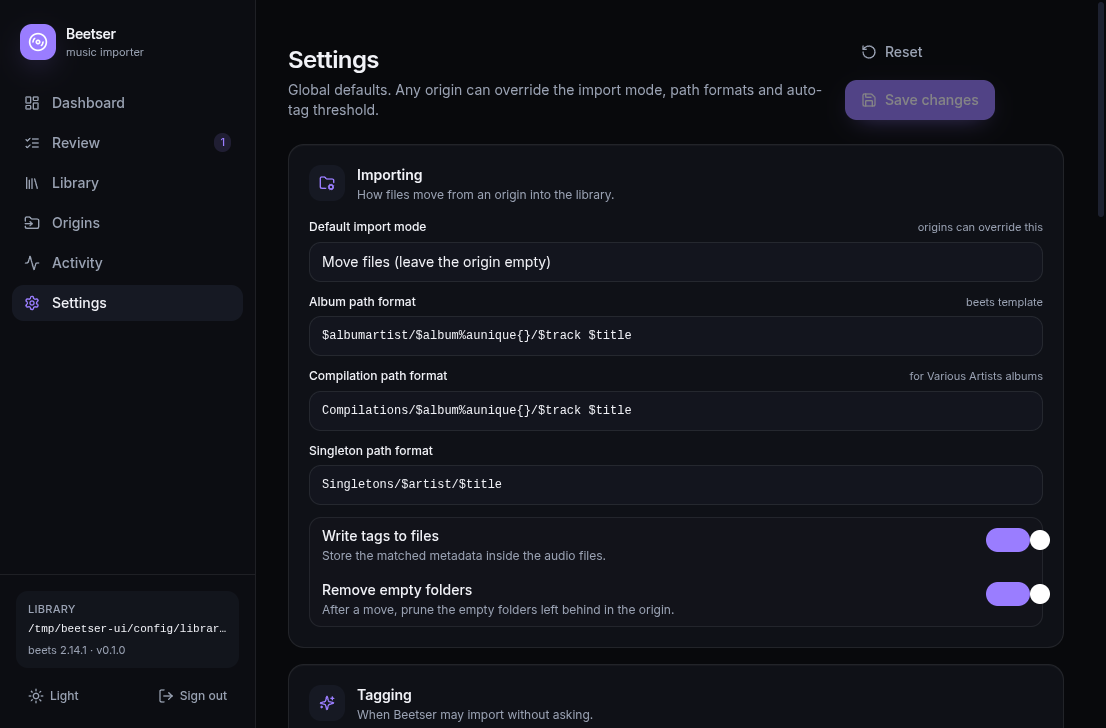 Beetser
music importer
Dashboard
Review
1
Library
Origins
Activity
Settings
LIBRARY
/tmp/beetser-ui/config/librar…
beets 2.14.1 · v0.1.0
Light
Sign out
Settings
Global defaults. Any origin can override the import mode, path formats and auto-
tag threshold.
Reset
Save changes
Importing
How files move from an origin into the library.
Default import mode
origins can override this
Move files (leave the origin empty)
Album path format
beets template
$albumartist/$album%aunique{}/$track $title
Compilation path format
for Various Artists albums
Compilations/$album%aunique{}/$track $title
Singleton path format
Singletons/$artist/$title
Write tags to files
Store the matched metadata inside the audio files.
Remove empty folders
After a move, prune the empty folders left behind in the origin.
Tagging
When Beetser may import without asking.